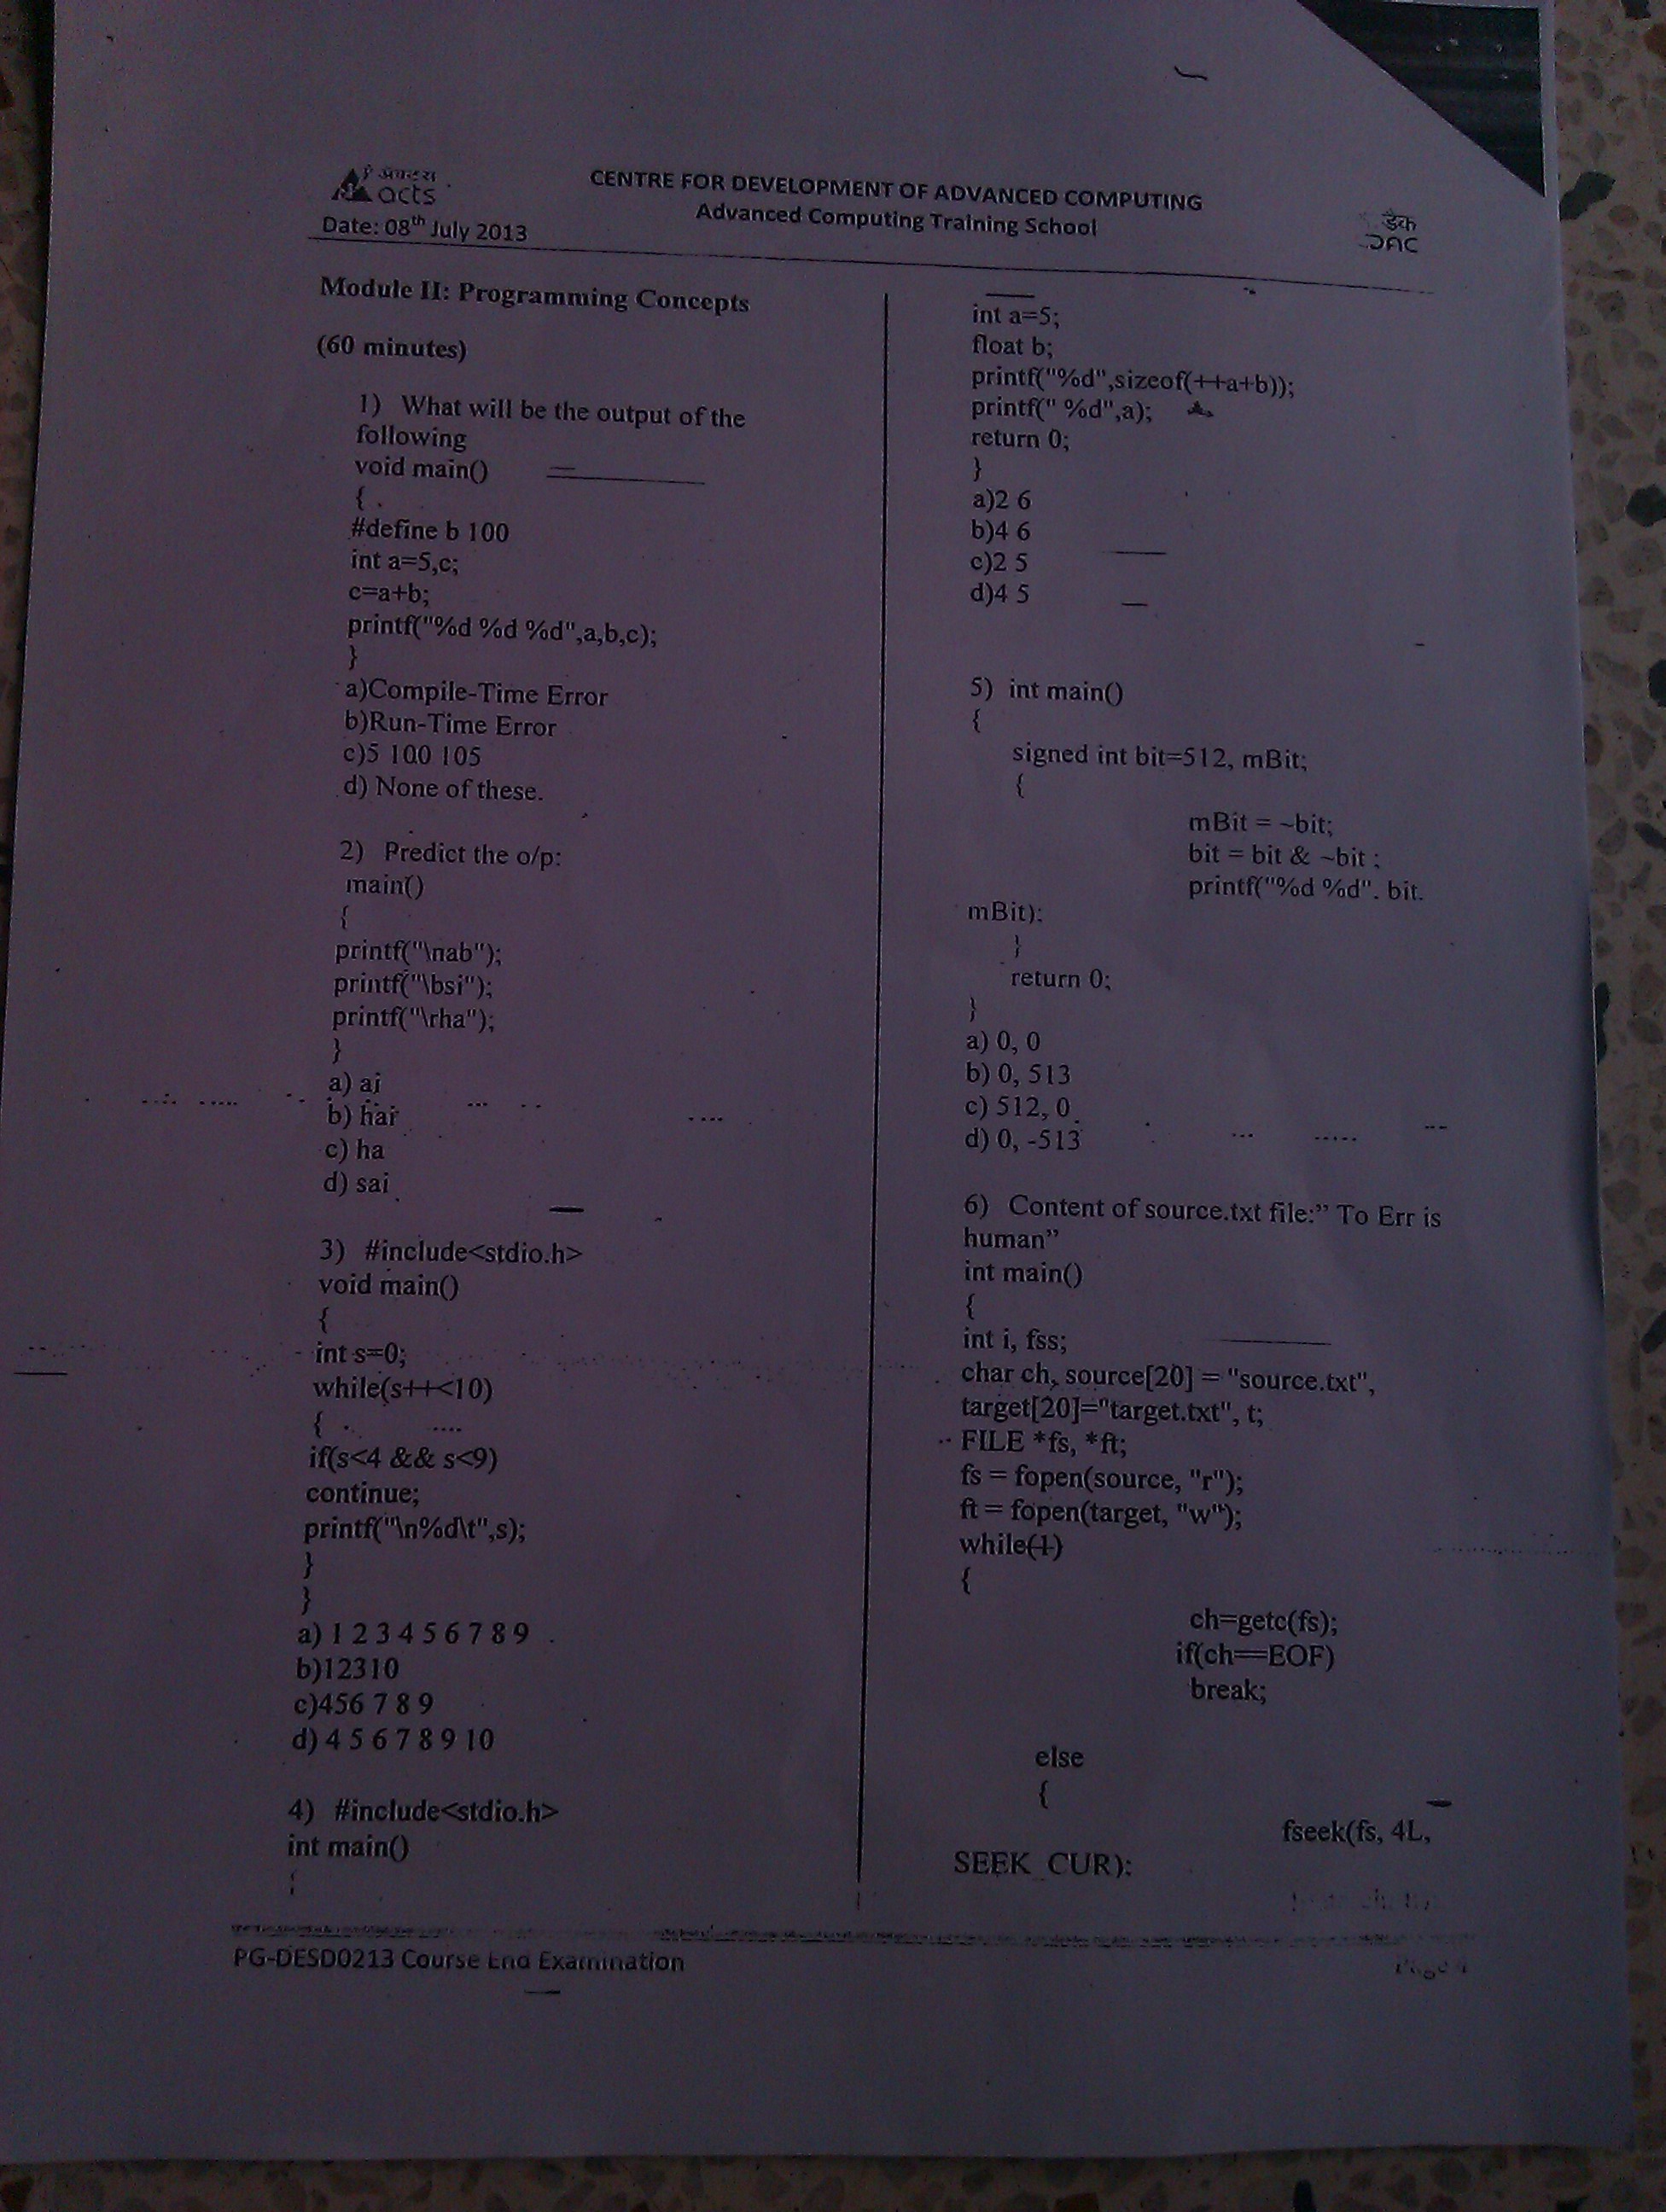 अक्टस
acts
CENTRE FOR DEVELOPMENT OF ADVANCED COMPUTING
Advanced Computing Training School
Date: 08th July 2013
डैक
Module II: Programming Concepts
(60 minutes)
1) What will be the output of the
following
void main()
{
#define b 100
int a=5,c;
c=a+b;
printf("%d %d %d",a,b,c);
}
a)Compile-Time Error
b)Run-Time Error
c)5 100 105
d) None of these.
2) Predict the o/p:
main()
{
printf("\nab");
printf("\bsi");
printf("\rha");
}
a) ai
b) hai
c) ha
d) sai
3) #include<stdio.h>
void main()
{
int s=0;
while(s++<10)
{
if(s<4 && s<9)
continue;
printf("\n%d\t",s);
}
}
a) 1 2 3 4 5 6 7 8 9
b)12310
c)456 7 8 9
d) 4 5 6 7 8 9 10
4) #include<stdio.h>
int main()
{
int a=5;
float b;
printf("%d",sizeof(++a+b));
printf(" %d",a);
return 0;
}
a)2 6
b)4 6
c)2 5
d)4 5
5) int main()
{
signed int bit=512, mBit;
{
mBit = ~bit;
bit = bit & ~bit ;
printf("%d %d". bit.
mBit);
}
return 0;
}
a) 0, 0
b) 0, 513
c) 512, 0
d) 0, -513
6) Content of source.txt file:” To Err is
human”
int main()
{
int i, fss;
char ch, source[20] = "source.txt",
target[20]="target.txt", t;
FILE *fs, *ft;
fs = fopen(source, "r");
ft = fopen(target, "w");
while(1)
{
ch=getc(fs);
if(ch==EOF)
break;
else
{
fseek(fs, 4L,
SEEK_CUR);
PG-DESD0213 Course End Examination